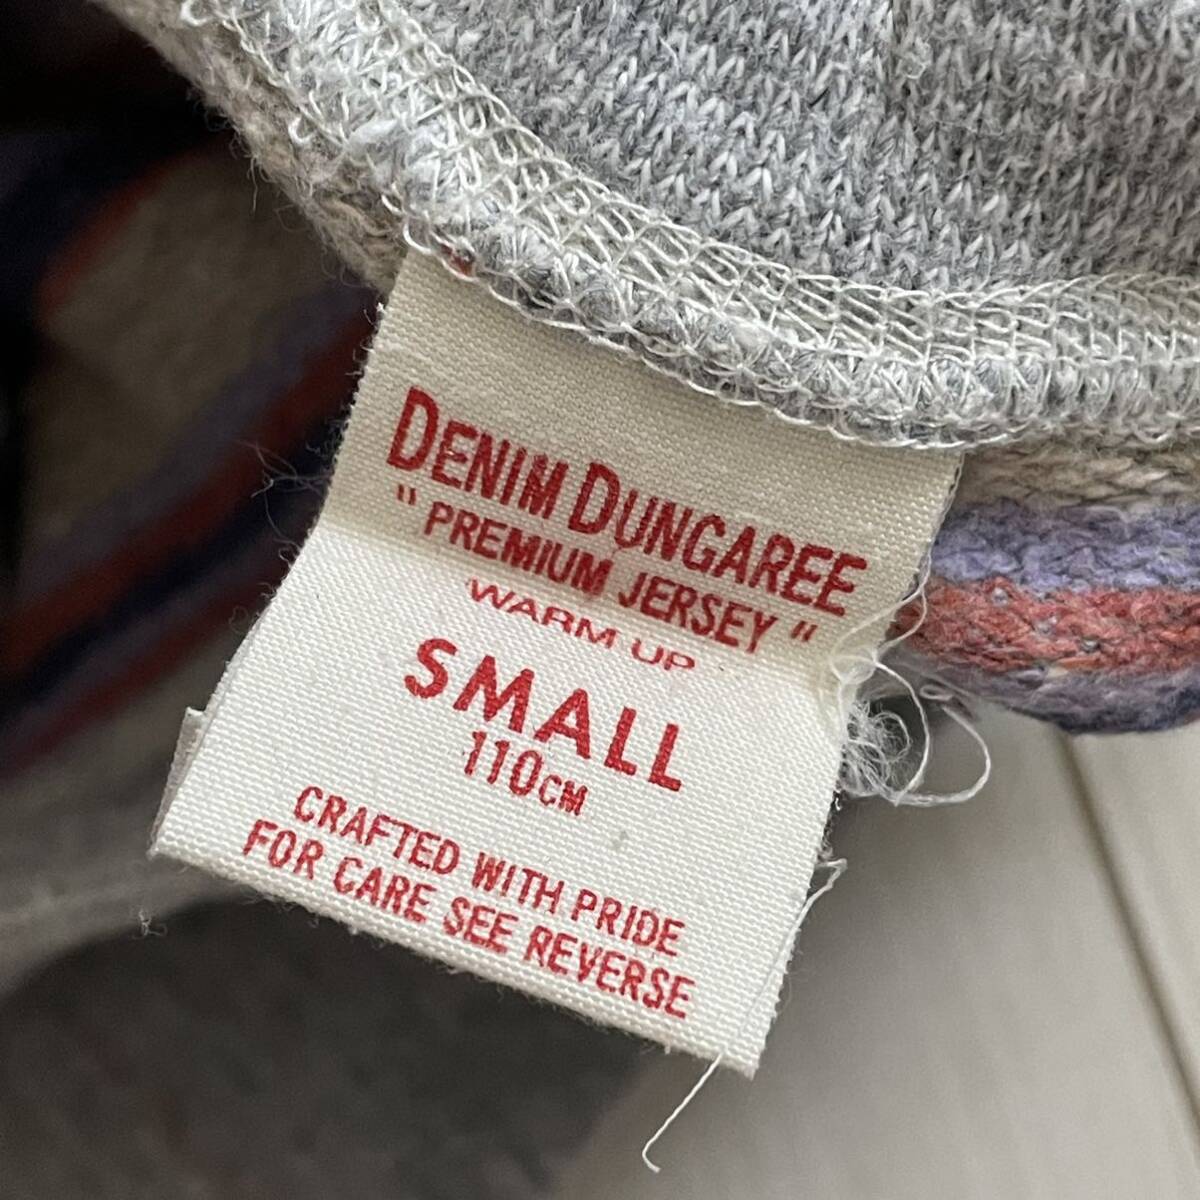 DENIM DUNGAREE
" PREMIUM JERSEY "
WARM UP
SMALL
110CM
CRAFTED WITH PRIDE
FOR CARE SEE REVERSE